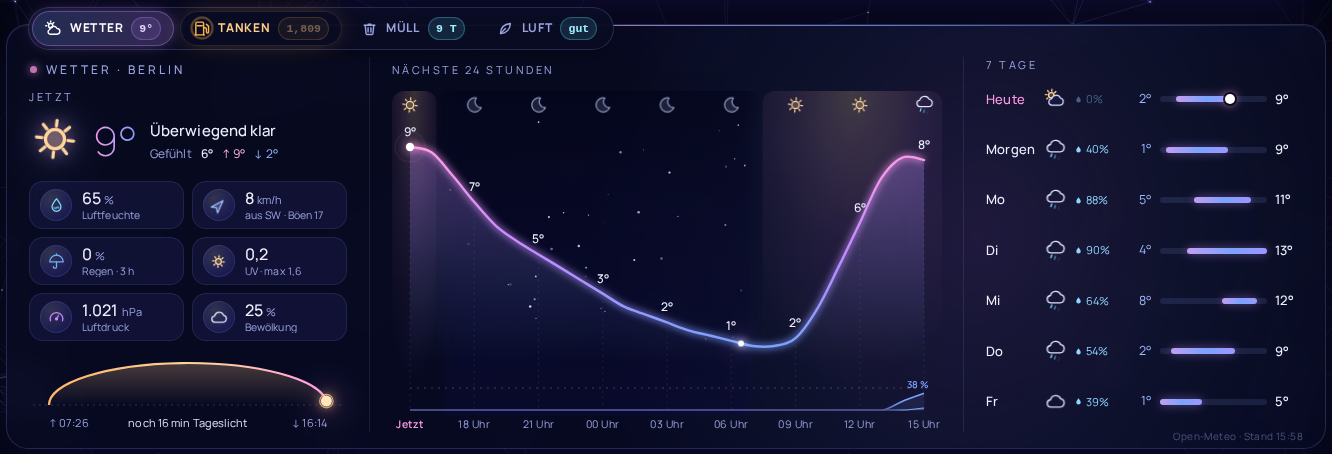 WETTER 9° TANKEN 1,809 MÜLL 9 T LUFT gut
WETTER · BERLIN
JETZT
9°
Überwiegend klar
Gefühlt 6° ↑ 9° ↓ 2°
65 %
Luftfeuchte
8 km/h
aus SW · Böen 17
0 %
Regen · 3 h
0,2
UV · max 1,6
1.021 hPa
Luftdruck
25 %
Bewölkung
↑ 07:26 noch 16 min Tageslicht ↓ 16:14
NÄCHSTE 24 STUNDEN
9°
7°
5°
3°
2°
1°
2°
6°
8°
38 %
Jetzt 18 Uhr 21 Uhr 00 Uhr 03 Uhr 06 Uhr 09 Uhr 12 Uhr 15 Uhr
7 TAGE
Heute 0% 2° 9°
Morgen 40% 1° 9°
Mo 88% 5° 11°
Di 90% 4° 13°
Mi 64% 8° 12°
Do 54% 2° 9°
Fr 39% 1° 5°
Open-Meteo · Stand 15:58